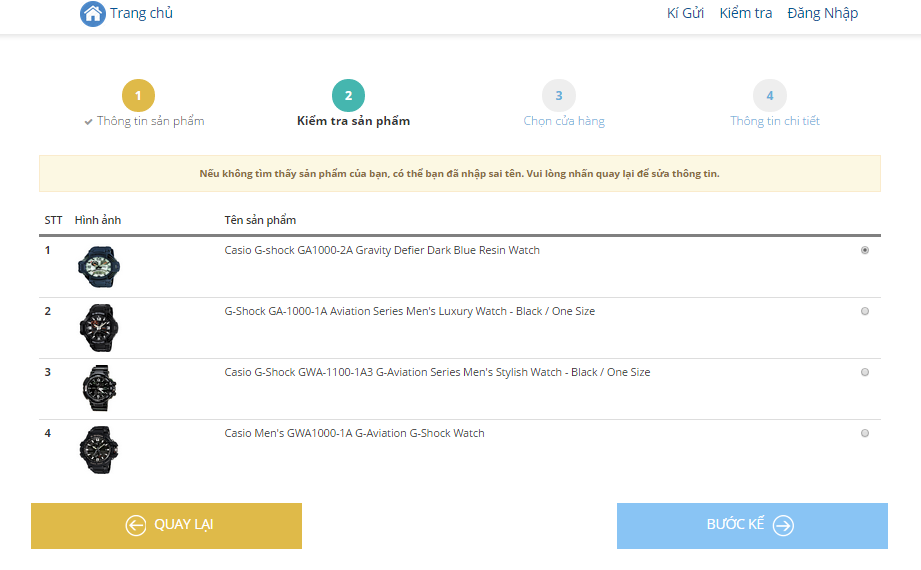 Trang chủ
Kí Gửi Kiểm tra Đăng Nhập
1 2 3 4
Thông tin sản phẩm Kiểm tra sản phẩm Chọn cửa hàng Thông tin chi tiết
Nếu không tìm thấy sản phẩm của bạn, có thể bạn đã nhập sai tên. Vui lòng nhấn quay lại để sửa thông tin.
STT Hình ảnh Tên sản phẩm
1 Casio G-shock GA1000-2A Gravity Defier Dark Blue Resin Watch
2 G-Shock GA-1000-1A Aviation Series Men's Luxury Watch - Black / One Size
3 Casio G-Shock GWA-1100-1A3 G-Aviation Series Men's Stylish Watch - Black / One Size
4 Casio Men's GWA1000-1A G-Aviation G-Shock Watch
QUAY LẠI BƯỚC KẾ